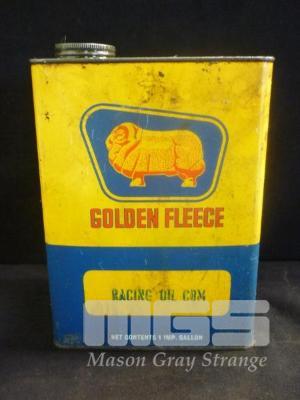 GOLDEN FLEECE
RACING OIL CBM
MGS
NET CONTENTS 1 IMP. GALLON
Mason Gray Strange